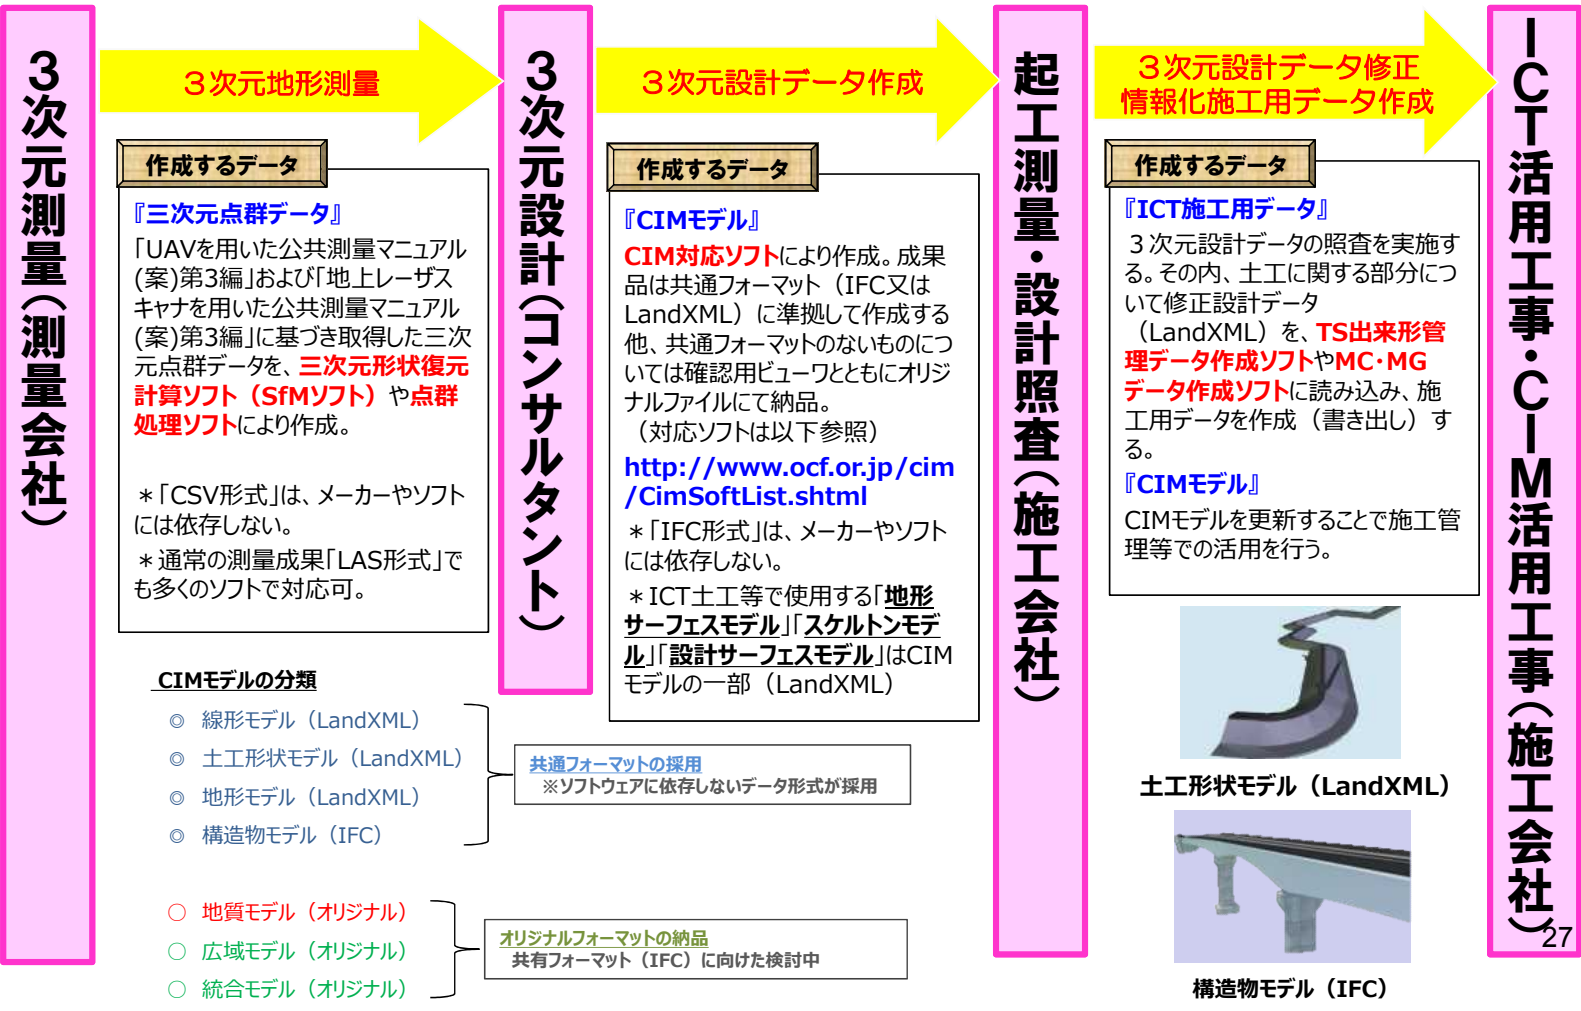 ３次元測量（測量会社）
３次元地形測量
作成するデータ
『三次元点群データ』
「UAVを用いた公共測量マニュアル
(案)第3編」および「地上レーザス
キャナを用いた公共測量マニュアル
(案)第3編」に基づき取得した三次
元点群データを、三次元形状復元
計算ソフト（SfMソフト）や点群
処理ソフトにより作成。
＊「CSV形式」は、メーカーやソフト
には依存しない。
＊通常の測量成果「LAS形式」で
も多くのソフトで対応可。
３次元設計（コンサルタント）
３次元設計データ作成
作成するデータ
『CIMモデル』
CIM対応ソフトにより作成。成果
品は共通フォーマット（IFC又は
LandXML）に準拠して作成する
他、共通フォーマットのないものにつ
いては確認用ビューワとともにオリジ
ナルファイルにて納品。
（対応ソフトは以下参照）
http://www.ocf.or.jp/cim
/CimSoftList.shtml
＊「IFC形式」は、メーカーやソフト
には依存しない。
＊ICT土工等で使用する「地形
サーフェスモデル」「スケルトンモデ
ル」「設計サーフェスモデル」はCIM
モデルの一部（LandXML）
起工測量・設計照査（施工会社）
３次元設計データ修正
情報化施工用データ作成
作成するデータ
『ICT施工用データ』
３次元設計データの照査を実施す
る。その内、土工に関する部分につ
いて修正設計データ
（LandXML）を、TS出来形管
理データ作成ソフトやMC・MG
データ作成ソフトに読み込み、施
工用データを作成（書き出し）す
る。
『CIMモデル』
CIMモデルを更新することで施工管
理等での活用を行う。
土工形状モデル（LandXML）
構造物モデル（IFC）
ICT活用工事・CIM活用工事（施工会社）
CIMモデルの分類
◎ 線形モデル（LandXML）
◎ 土工形状モデル（LandXML）
◎ 地形モデル（LandXML）
◎ 構造物モデル（IFC）
共通フォーマットの採用
※ソフトウェアに依存しないデータ形式が採用
○ 地質モデル（オリジナル）
○ 広域モデル（オリジナル）
○ 統合モデル（オリジナル）
オリジナルフォーマットの納品
共有フォーマット（IFC）に向けた検討中
27